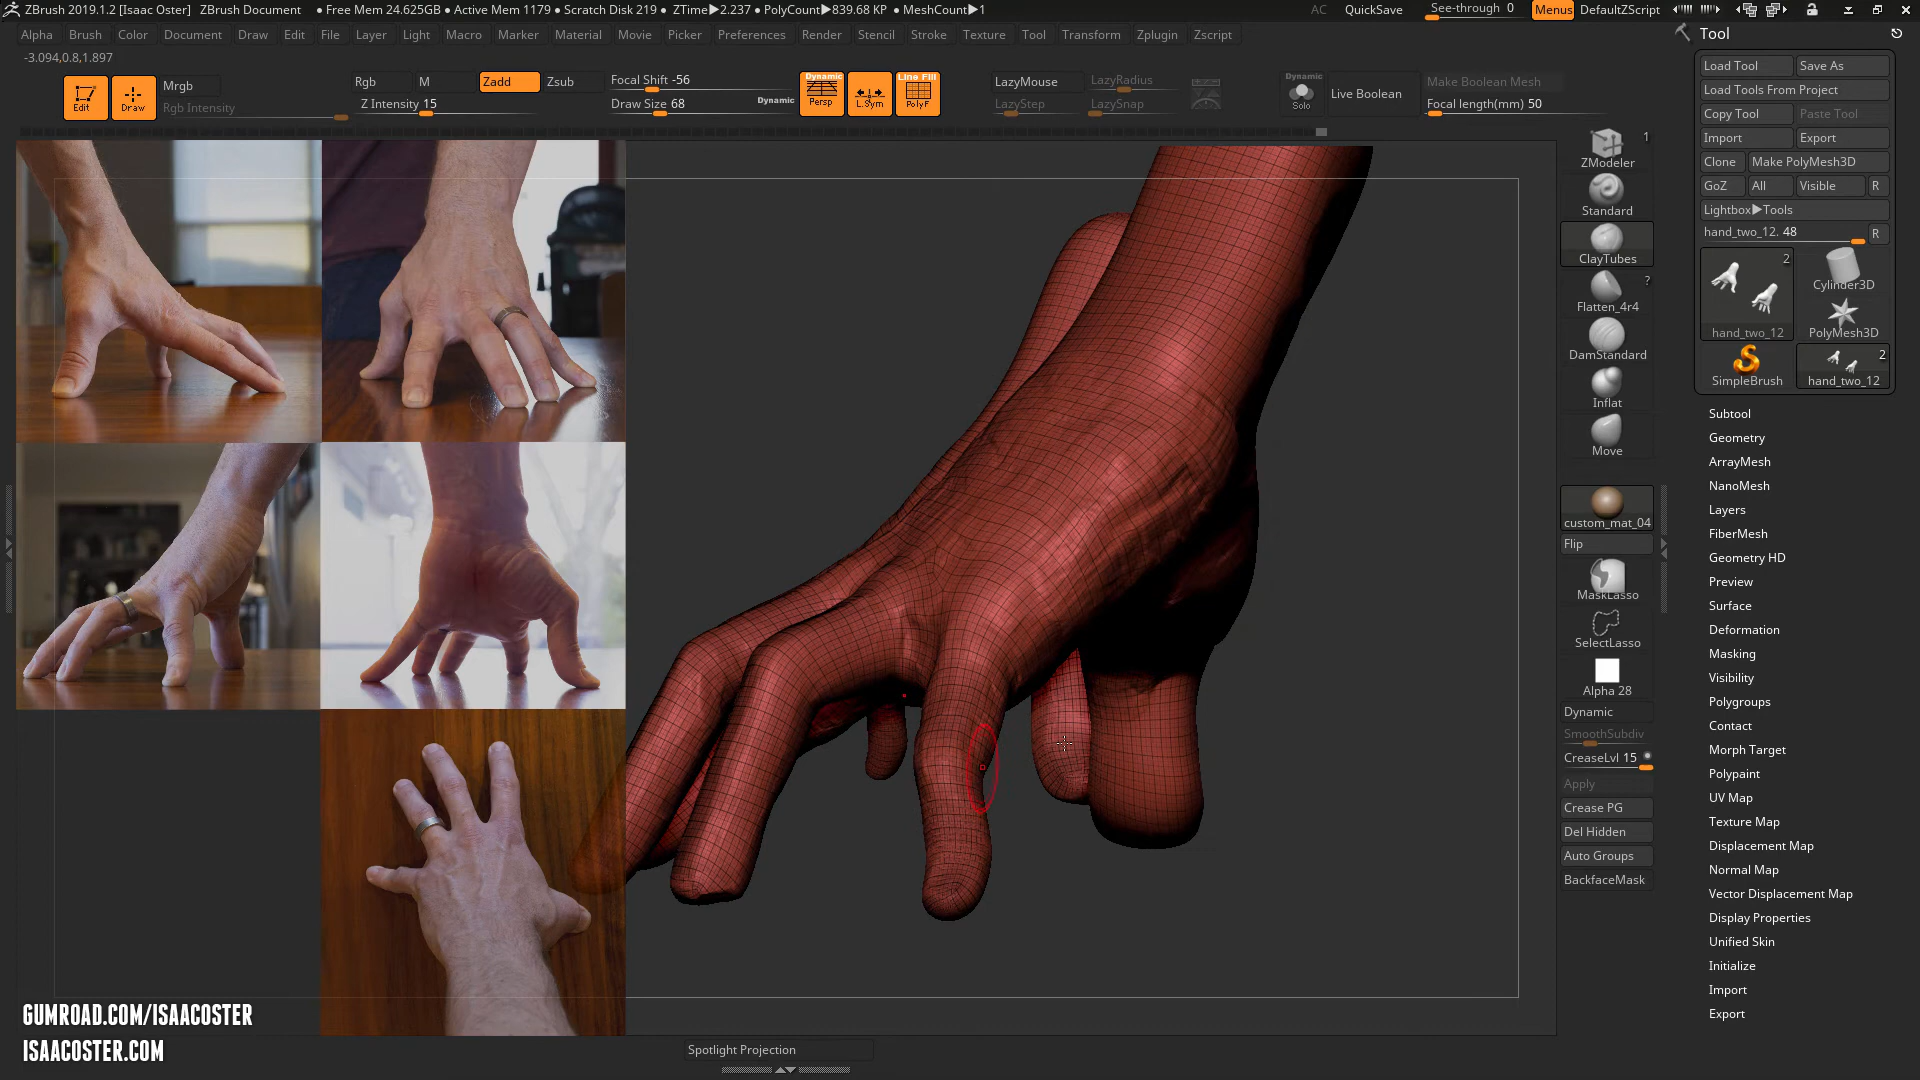 ZBrush 2019.1.2 [Isaac Oster] ZBrush Document ● Free Mem 24.625GB ● Active Mem 1179 ● Scratch Disk 219 ● ZTime▶2.237 ● PolyCount▶839.68 KP ● MeshCount▶1 AC QuickSave See-through 0 Menus DefaultZScript
Alpha Brush Color Document Draw Edit File Layer Light Macro Marker Material Movie Picker Preferences Render Stencil Stroke Texture Tool Transform Zplugin Zscript
Tool
-3.094,0.8,1.897
Edit
Draw
Mrgb
Rgb Intensity
Rgb M Zadd Zsub
Z Intensity 15
Focal Shift -56
Draw Size 68
Dynamic
Dynamic
Persp
L.Sym
Line Fill
PolyF
LazyMouse LazyRadius
LazyStep LazySnap
Dynamic
Solo
Live Boolean
Make Boolean Mesh
Focal length(mm) 50
ZModeler
1
Standard
ClayTubes
Flatten_4r4
?
DamStandard
Inflat
Move
custom_mat_04
Flip
MaskLasso
SelectLasso
Alpha 28
Dynamic
SmoothSubdiv
CreaseLvl 15
Apply
Crease PG
Del Hidden
Auto Groups
BackfaceMask
Load Tool Save As
Load Tools From Project
Copy Tool Paste Tool
Import Export
Clone Make PolyMesh3D
GoZ All Visible R
Lightbox▶Tools
hand_two_12. 48 R
2
hand_two_12
Cylinder3D
PolyMesh3D
SimpleBrush
2
hand_two_12
Subtool
Geometry
ArrayMesh
NanoMesh
Layers
FiberMesh
Geometry HD
Preview
Surface
Deformation
Masking
Visibility
Polygroups
Contact
Morph Target
Polypaint
UV Map
Texture Map
Displacement Map
Normal Map
Vector Displacement Map
Display Properties
Unified Skin
Initialize
Import
Export
GUMROAD.COM/ISAACOSTER
ISAACOSTER.COM
Spotlight Projection